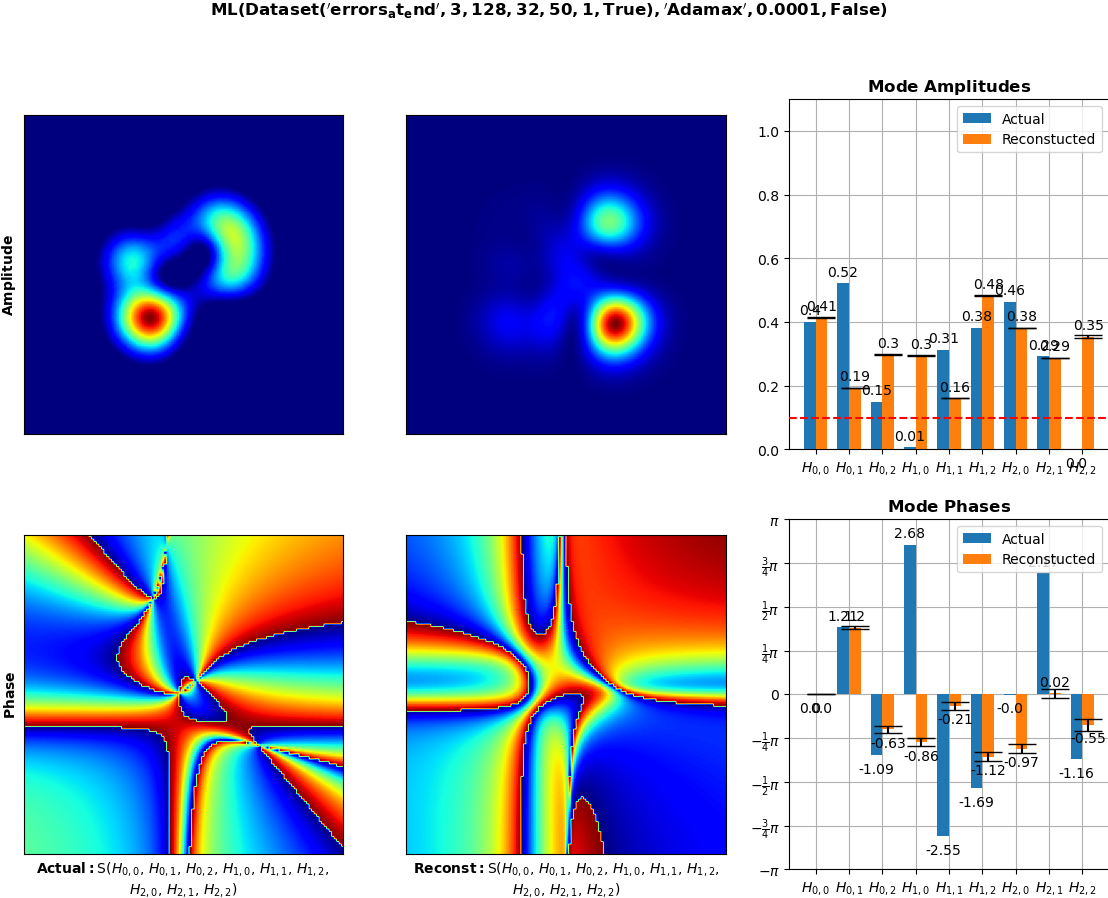 ML(Dataset('errors_at_end', 3, 128, 32, 50, 1, True), 'Adamax', 0.0001, False)
Amplitude
Mode Amplitudes
Actual
Reconstucted
1.0
0.8
0.6
0.4
0.2
0.0
0.4 0.41
0.52 0.19
0.15 0.3
0.01 0.3
0.31 0.16
0.38 0.48
0.46 0.38
0.29 0.29
0.0 0.35
H0,0 H0,1 H0,2 H1,0 H1,1 H1,2 H2,0 H2,1 H2,2
Phase
Mode Phases
Actual
Reconstucted
π
3/4π
1/2π
1/4π
0
−1/4π
−1/2π
−3/4π
−π
0.0 0.0
1.21 1.2
-1.09 -0.63
2.68 -0.86
-2.55 -0.21
-1.69 -1.12
-0.0 -0.97
0.02
-1.16 -0.55
H0,0 H0,1 H0,2 H1,0 H1,1 H1,2 H2,0 H2,1 H2,2
Actual: S(H0,0, H0,1, H0,2, H1,0, H1,1, H1,2,
H2,0, H2,1, H2,2)
Reconst: S(H0,0, H0,1, H0,2, H1,0, H1,1, H1,2,
H2,0, H2,1, H2,2)